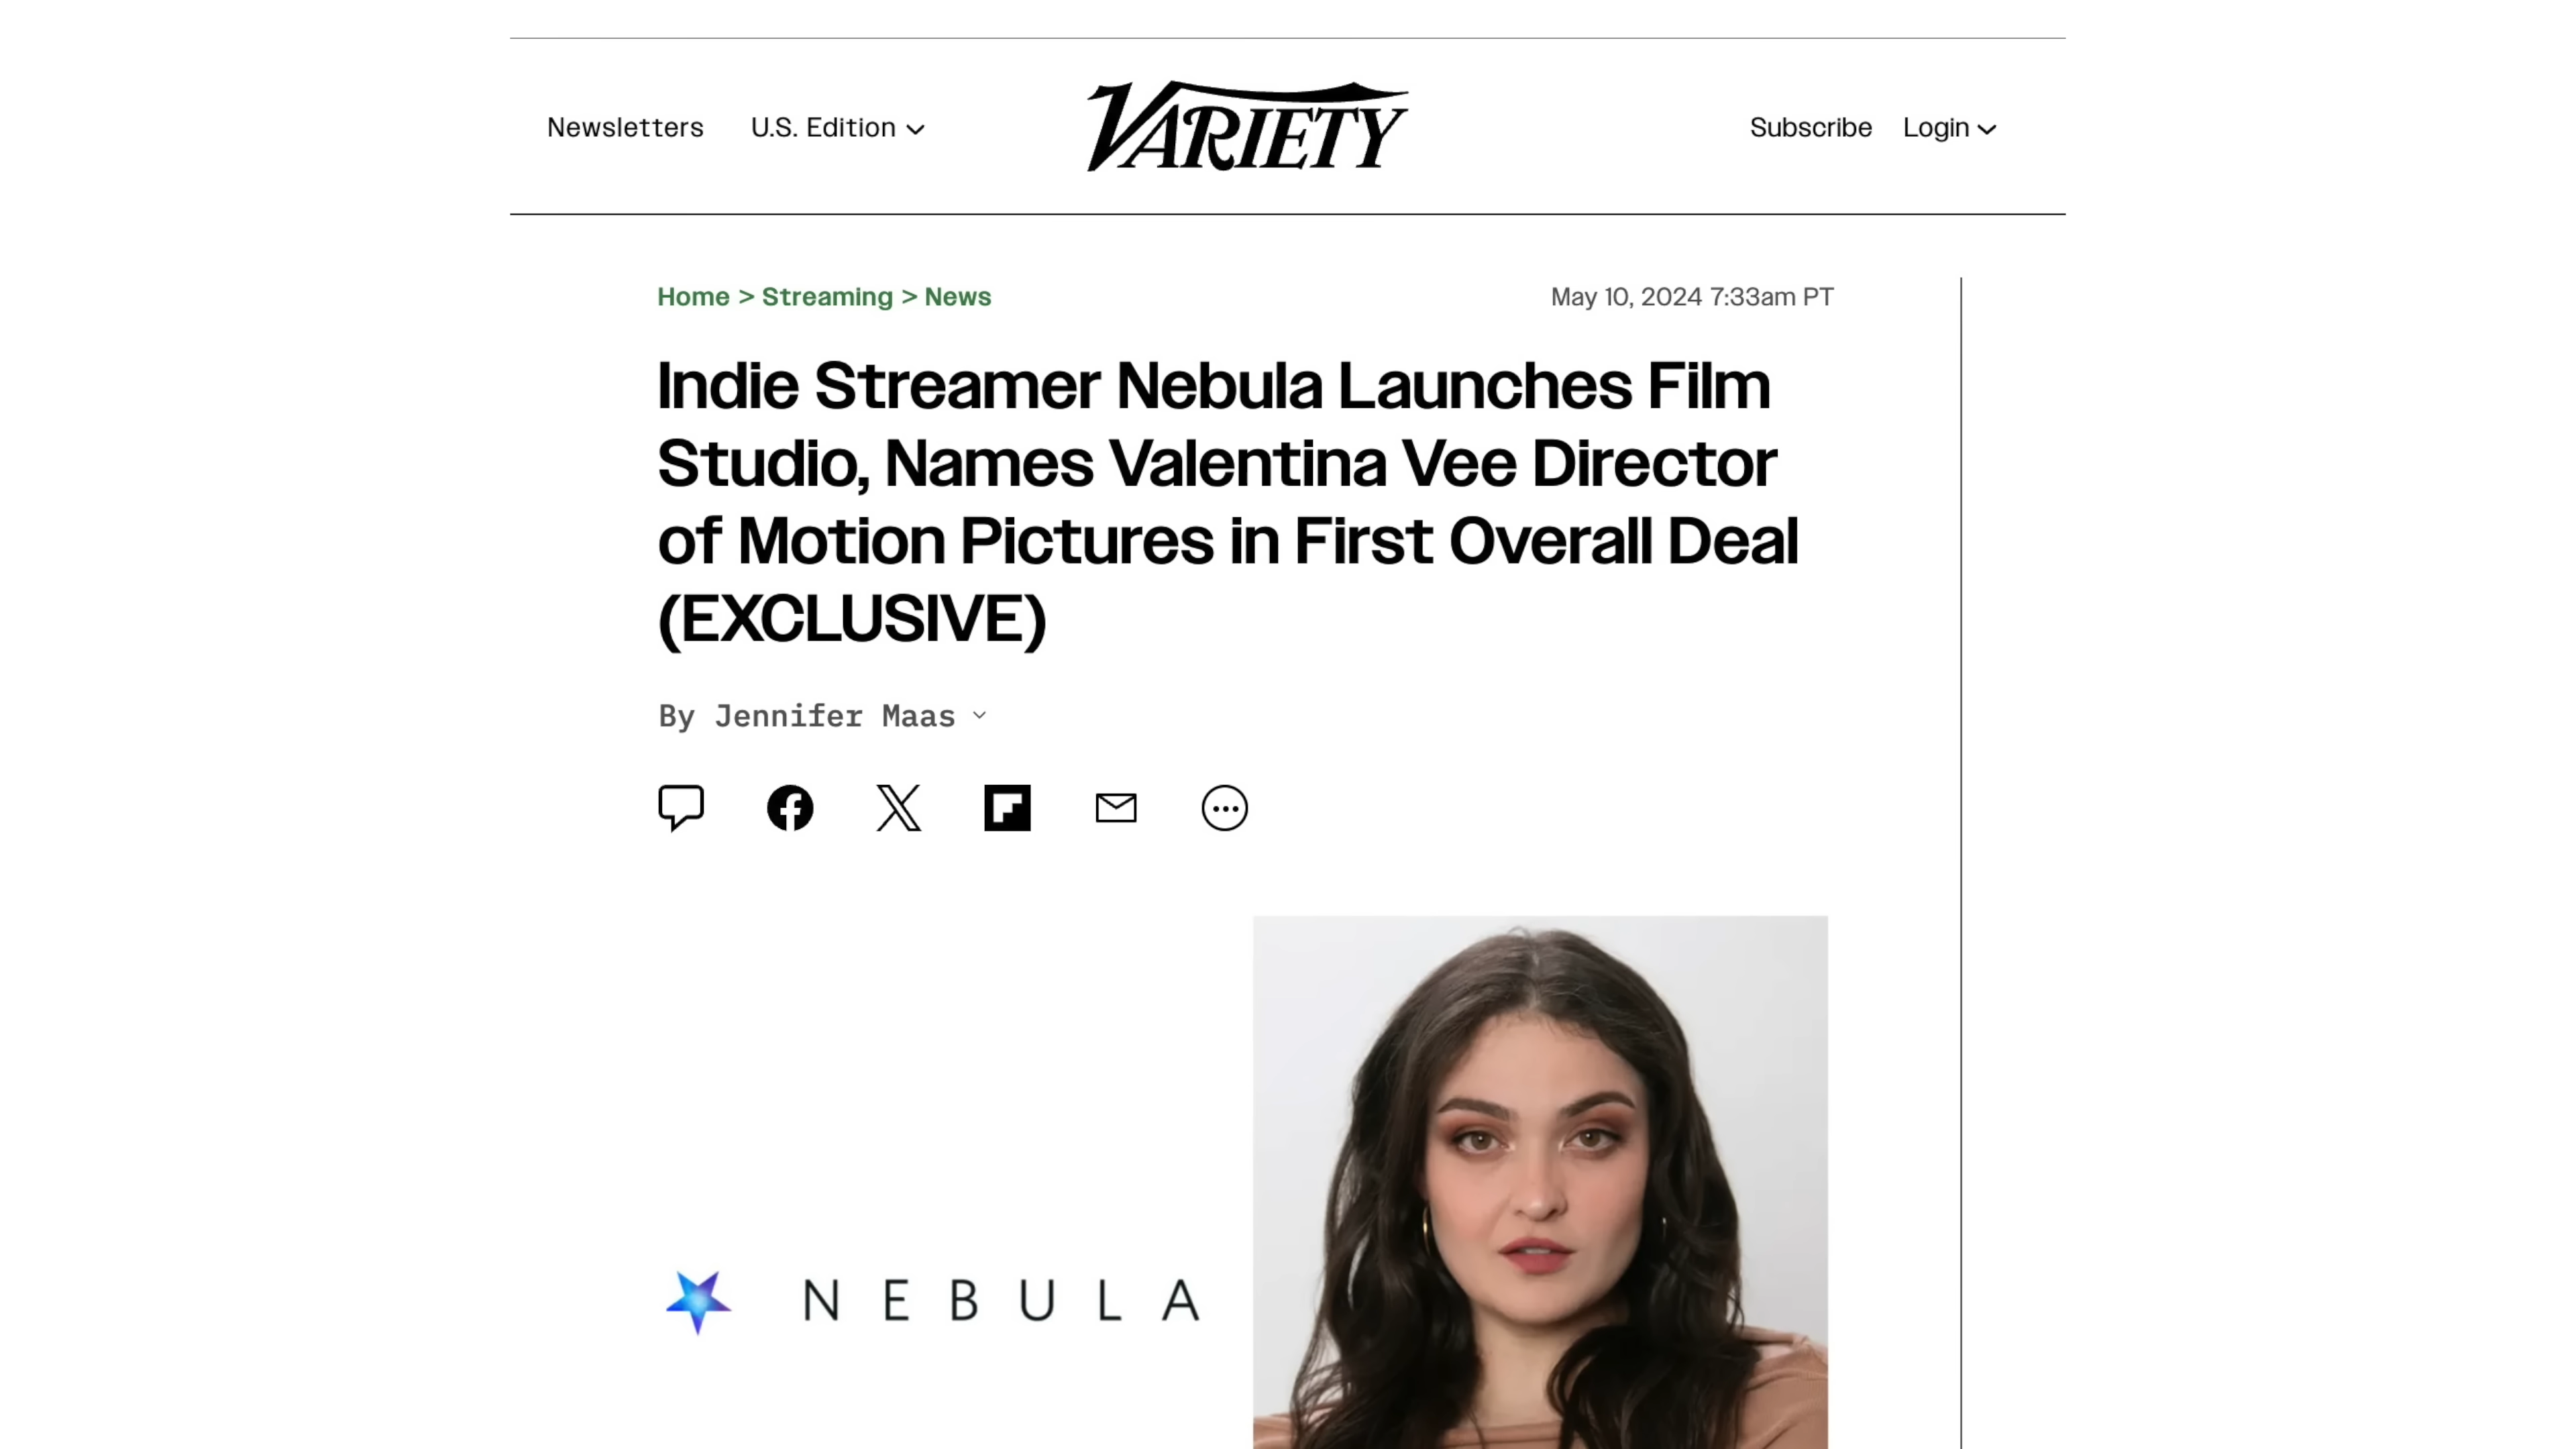 Newsletters U.S. Edition VARIETY Subscribe Login
Home > Streaming > News May 10, 2024 7:33am PT
Indie Streamer Nebula Launches Film
Studio, Names Valentina Vee Director
of Motion Pictures in First Overall Deal
(EXCLUSIVE)
By Jennifer Maas
NEBULA